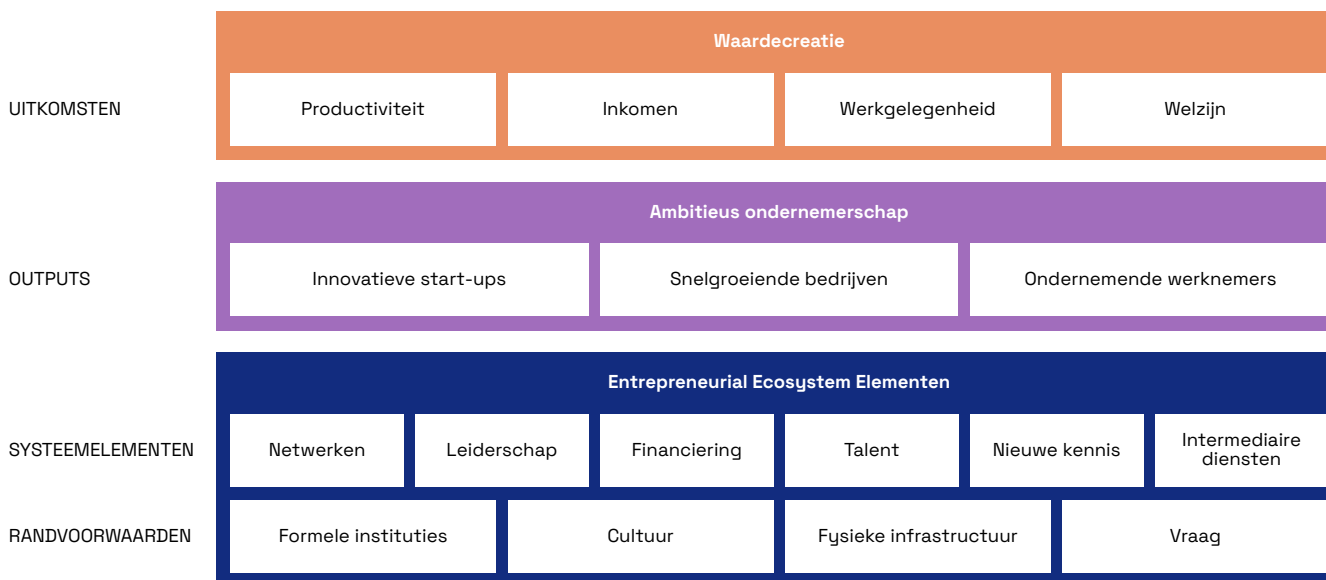 Waardecreatie
UITKOMSTEN
Productiviteit
Inkomen
Werkgelegenheid
Welzijn
Ambitieus ondernemerschap
OUTPUTS
Innovatieve start-ups
Snelgroeiende bedrijven
Ondernemende werknemers
Entrepreneurial Ecosystem Elementen
SYSTEEMELEMENTEN
Netwerken
Leiderschap
Financiering
Talent
Nieuwe kennis
Intermediaire
diensten
RANDVOORWAARDEN
Formele instituties
Cultuur
Fysieke infrastructuur
Vraag